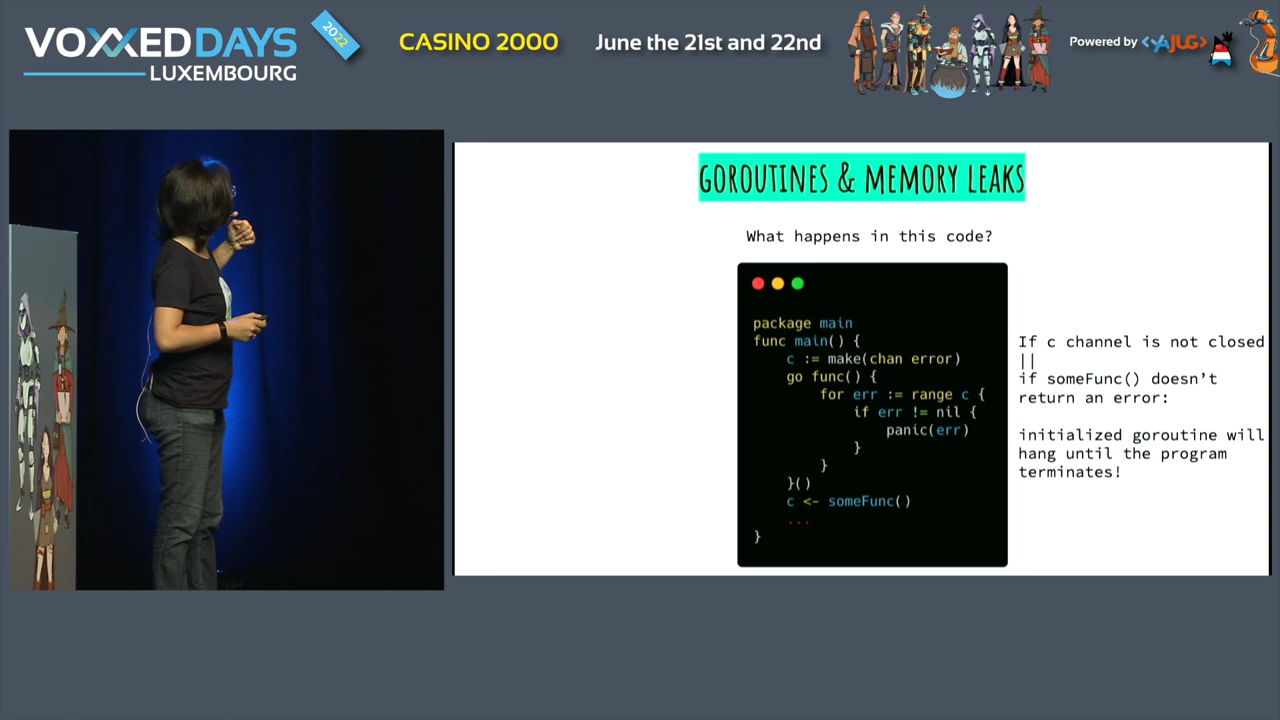 VOXXEDDAYS
LUXEMBOURG
2022
CASINO 2000
June the 21st and 22nd
Powered by <YAJUG>
GOROUTINES & MEMORY LEAKS
What happens in this code?
package main
func main() {
c := make(chan error)
go func() {
for err := range c {
if err != nil {
panic(err)
}
}
}()
c <- someFunc()
...
}
If c channel is not closed
||
if someFunc() doesn’t
return an error:
initialized goroutine will
hang until the program
terminates!